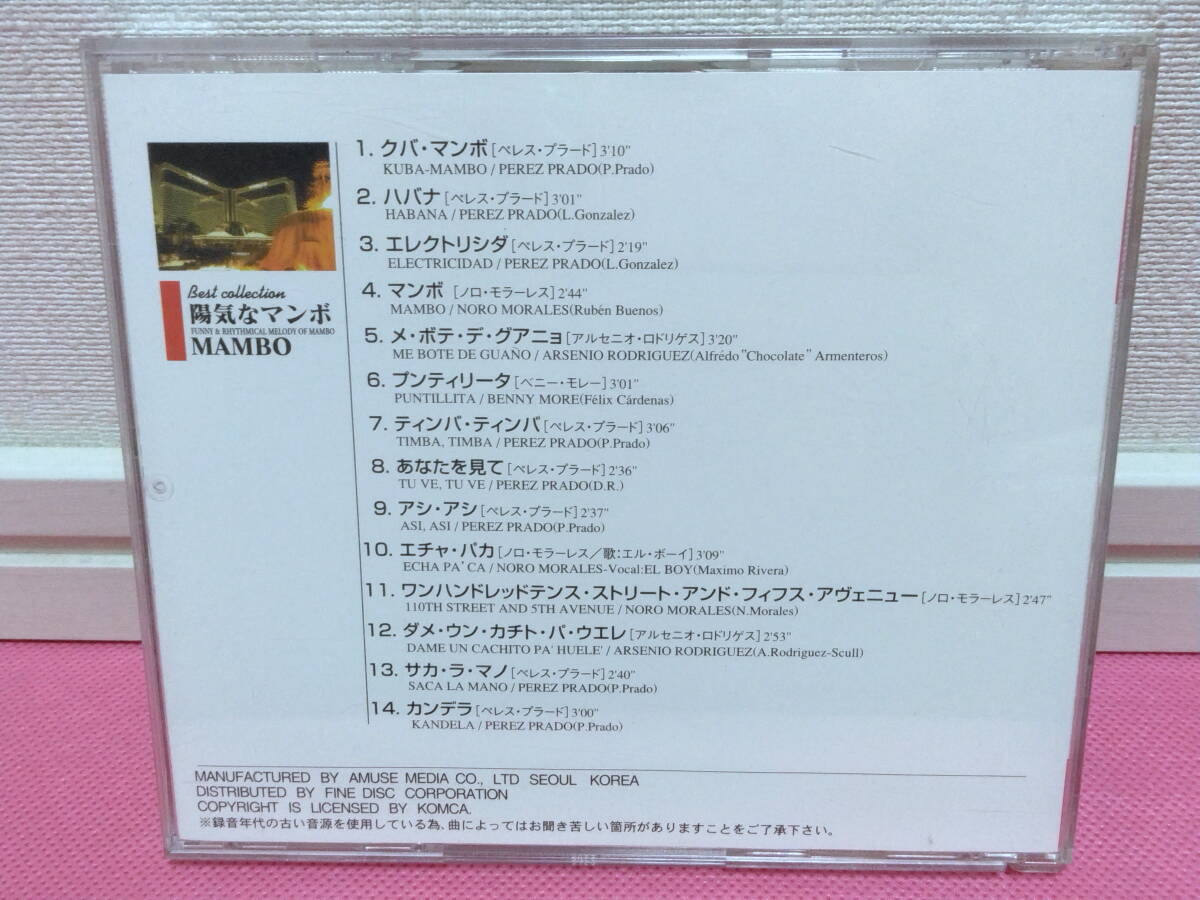 Best collection
陽気なマンボ
FUNNY & RHYTHMICAL MELODY OF MAMBO
MAMBO
1. クバ・マンボ [ペレス・プラード] 3'10"
KUBA-MAMBO / PEREZ PRADO(P.Prado)
2. ハバナ [ペレス・プラード] 3'01"
HABANA / PEREZ PRADO(L.Gonzalez)
3. エレクトリシダ [ペレス・プラード] 2'19"
ELECTRICIDAD / PEREZ PRADO(L.Gonzalez)
4. マンボ [ノロ・モラーレス] 2'44"
MAMBO / NORO MORALES(Rubén Buenos)
5. メ・ボテ・デ・グアニョ [アルセニオ・ロドリゲス] 3'20"
ME BOTE DE GUAÑO / ARSENIO RODRIGUEZ(Alfrédo "Chocolate" Armenteros)
6. プンティリータ [ベニー・モレー] 3'01"
PUNTILLITA / BENNY MORE(Félix Cárdenas)
7. ティンバ・ティンバ [ペレス・プラード] 3'06"
TIMBA, TIMBA / PEREZ PRADO(P.Prado)
8. あなたを見て [ペレス・プラード] 2'36"
TU VE, TU VE / PEREZ PRADO(D.R.)
9. アシ・アシ [ペレス・プラード] 2'37"
ASI, ASI / PEREZ PRADO(P.Prado)
10. エチャ・パカ [ノロ・モラーレス/歌:エル・ボーイ] 3'09"
ECHA PA' CA / NORO MORALES-Vocal:EL BOY(Maximo Rivera)
11. ワンハンドレッドテンス・ストリート・アンド・フィフス・アヴェニュー [ノロ・モラーレス] 2'47"
110TH STREET AND 5TH AVENUE / NORO MORALES(N.Morales)
12. ダメ・ウン・カチト・パ・ウエレ [アルセニオ・ロドリゲス] 2'53"
DAME UN CACHITO PA' HUELE' / ARSENIO RODRIGUEZ(A.Rodriguez-Scull)
13. サカ・ラ・マノ [ペレス・プラード] 2'40"
SACA LA MANO / PEREZ PRADO(P.Prado)
14. カンデラ [ペレス・プラード] 3'00"
KANDELA / PEREZ PRADO(P.Prado)
MANUFACTURED BY AMUSE MEDIA CO., LTD SEOUL KOREA
DISTRIBUTED BY FINE DISC CORPORATION
COPYRIGHT IS LICENSED BY KOMCA.
※録音年代の古い音源を使用している為、曲によってはお聞き苦しい箇所がありますことをご了承下さい。